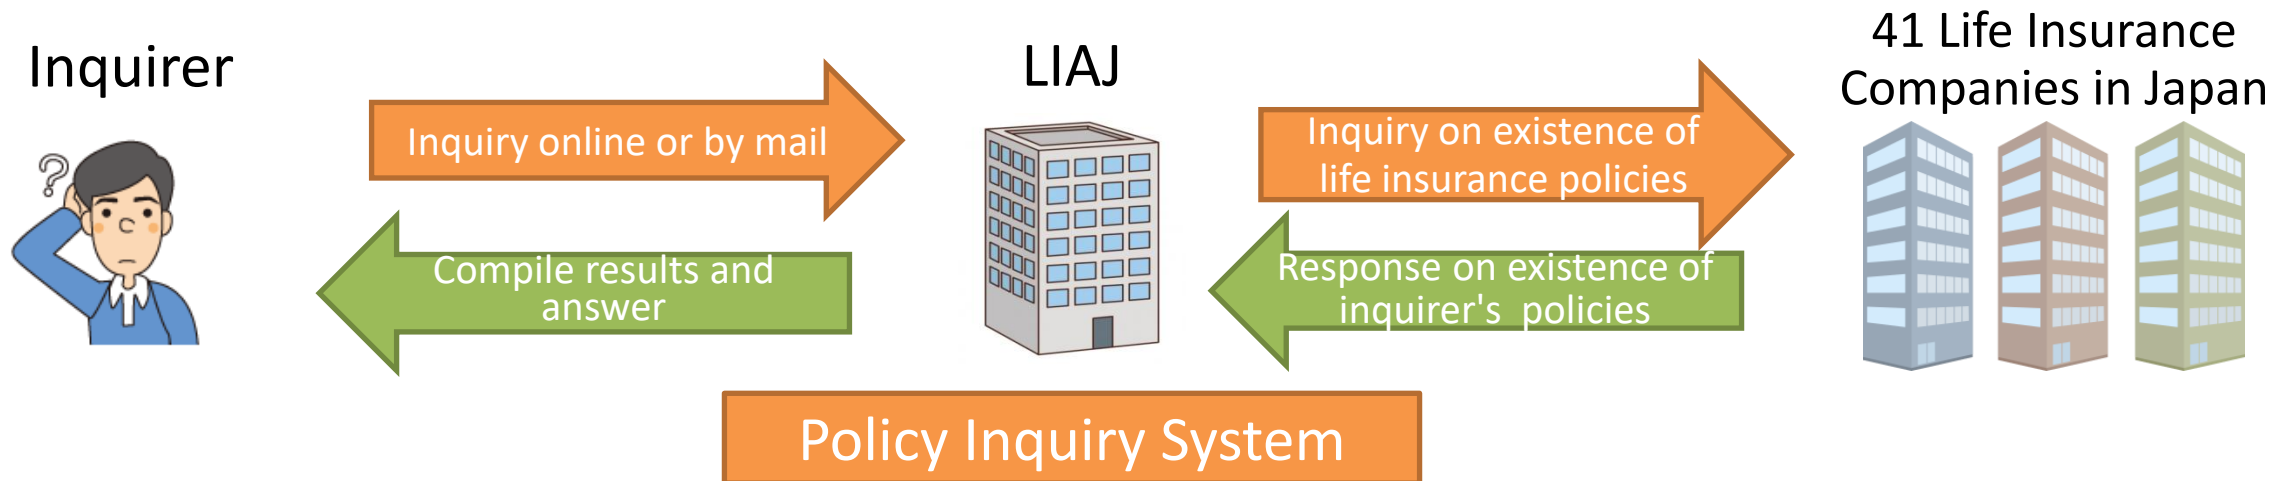 Inquirer
LIAJ
41 Life Insurance
Companies in Japan
?
Inquiry online or by mail
Inquiry on existence of
life insurance policies
Compile results and
answer
Response on existence of
inquirer's  policies
Policy Inquiry System